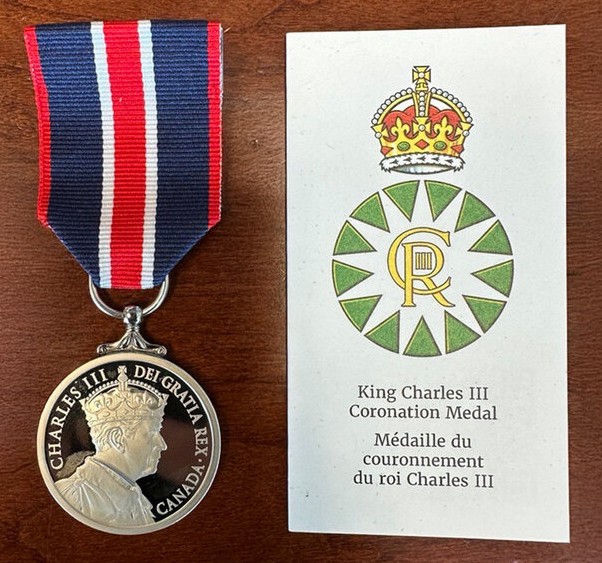 CHARLES III DEI GRATIA REX · CANADA
CR III
King Charles III
Coronation Medal
Médaille du
couronnement
du roi Charles III